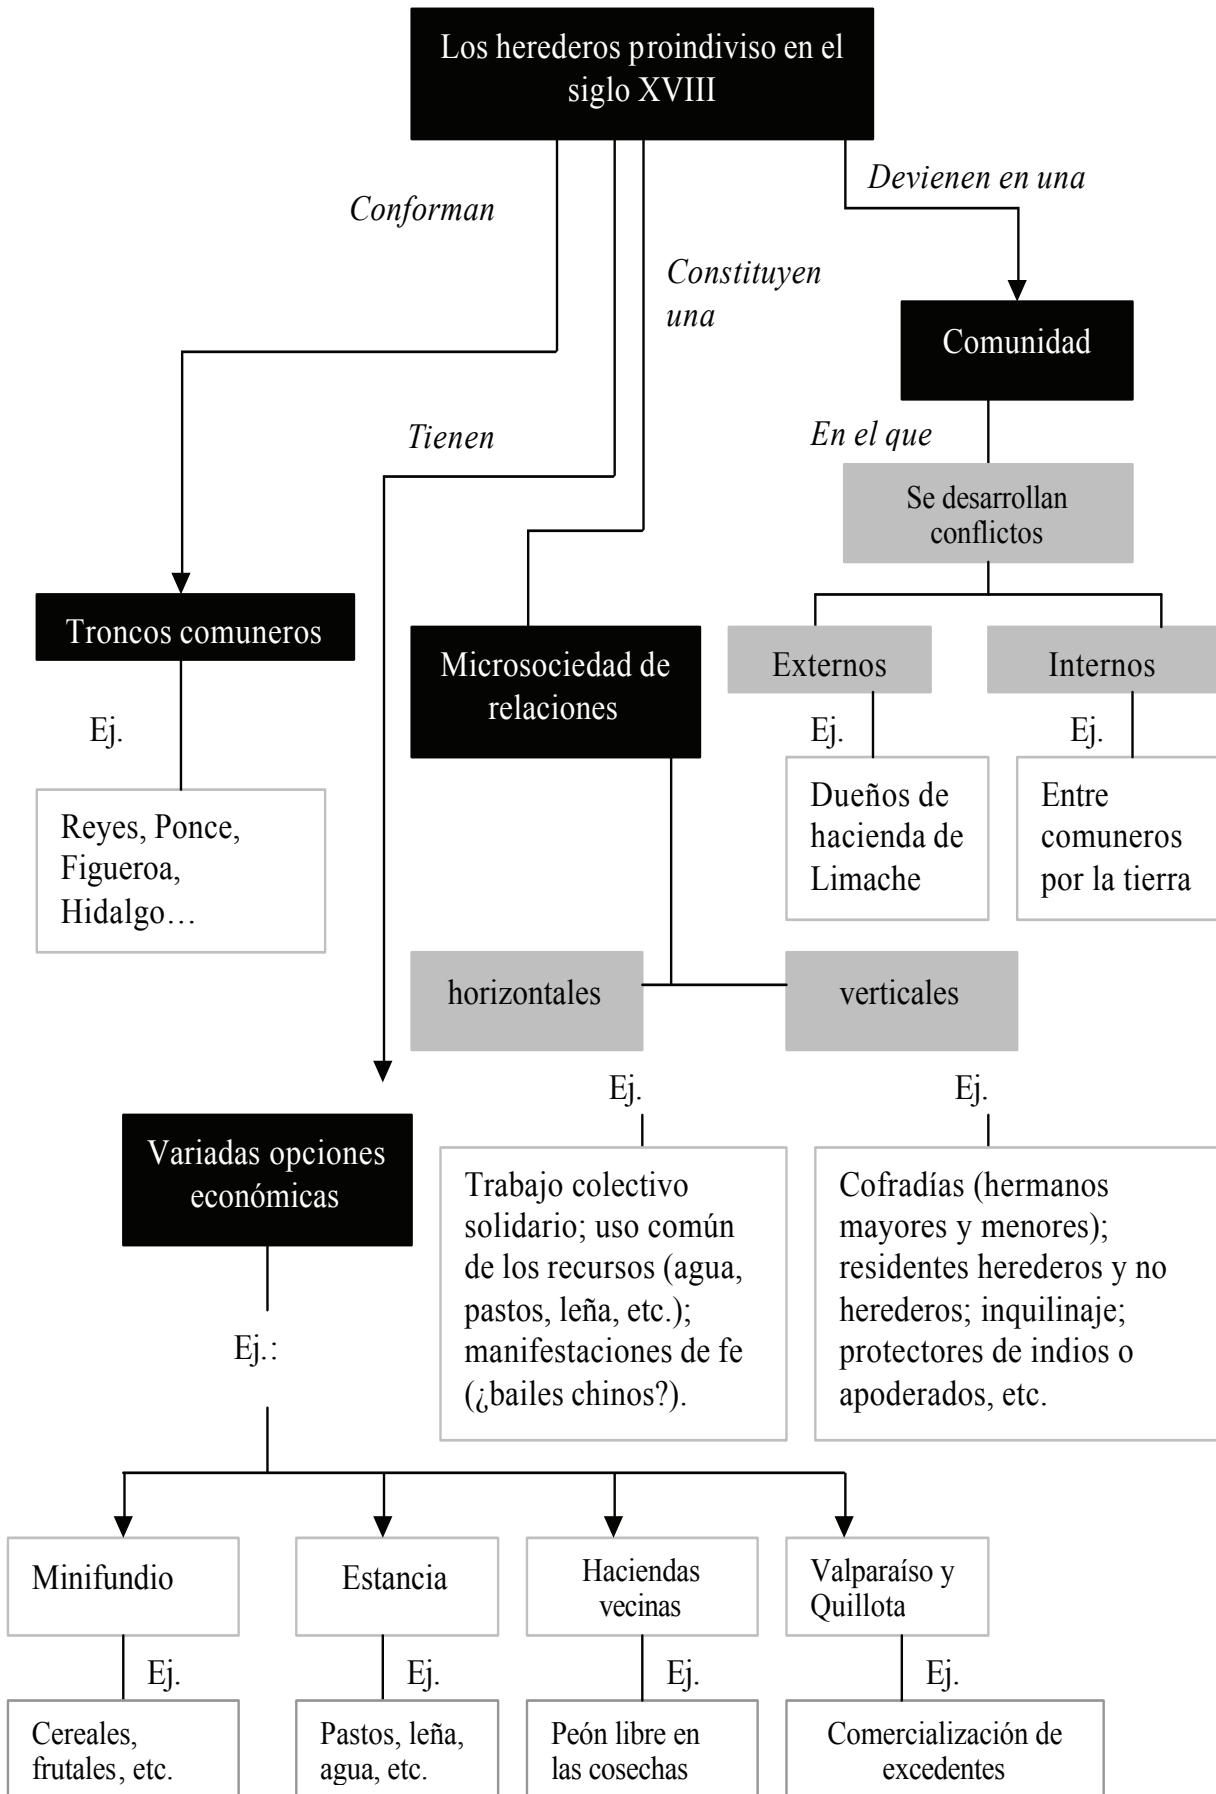 Los herederos proindiviso en el
siglo XVIII
Conforman
Devienen en una
Constituyen
una
Comunidad
Tienen
En el que
Se desarrollan
conflictos
Troncos comuneros
Microsociedad de
relaciones
Externos
Internos
Ej.
Ej.
Ej.
Reyes, Ponce,
Figueroa,
Hidalgo…
Dueños de
hacienda de
Limache
Entre
comuneros
por la tierra
horizontales
verticales
Ej.
Ej.
Variadas opciones
económicas
Trabajo colectivo
solidario; uso común
de los recursos (agua,
pastos, leña, etc.);
manifestaciones de fe
(¿bailes chinos?).
Cofradías (hermanos
mayores y menores);
residentes herederos y no
herederos; inquilinaje;
protectores de indios o
apoderados, etc.
Ej.:
Minifundio
Estancia
Haciendas
vecinas
Valparaíso y
Quillota
Ej.
Ej.
Ej.
Ej.
Cereales,
frutales, etc.
Pastos, leña,
agua, etc.
Peón libre en
las cosechas
Comercialización de
excedentes